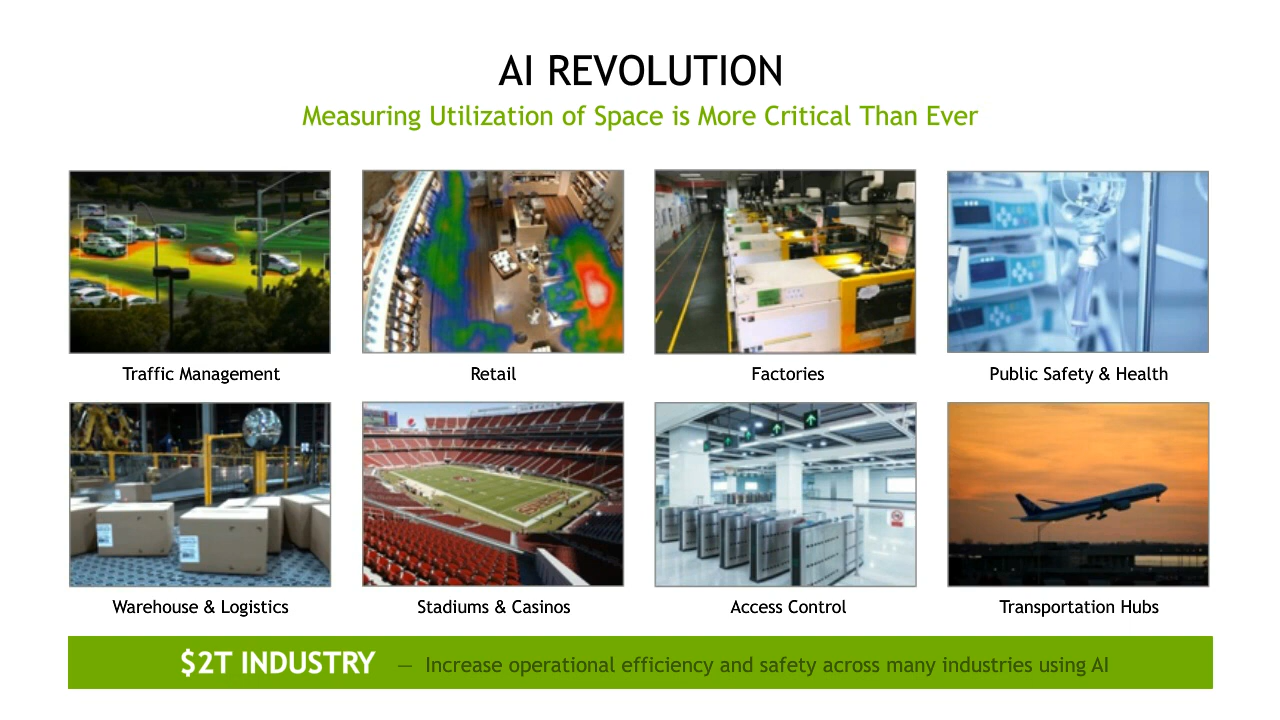 AI REVOLUTION
Measuring Utilization of Space is More Critical Than Ever
Traffic Management
Retail
Factories
Public Safety & Health
Warehouse & Logistics
Stadiums & Casinos
Access Control
Transportation Hubs
$2T INDUSTRY — Increase operational efficiency and safety across many industries using AI